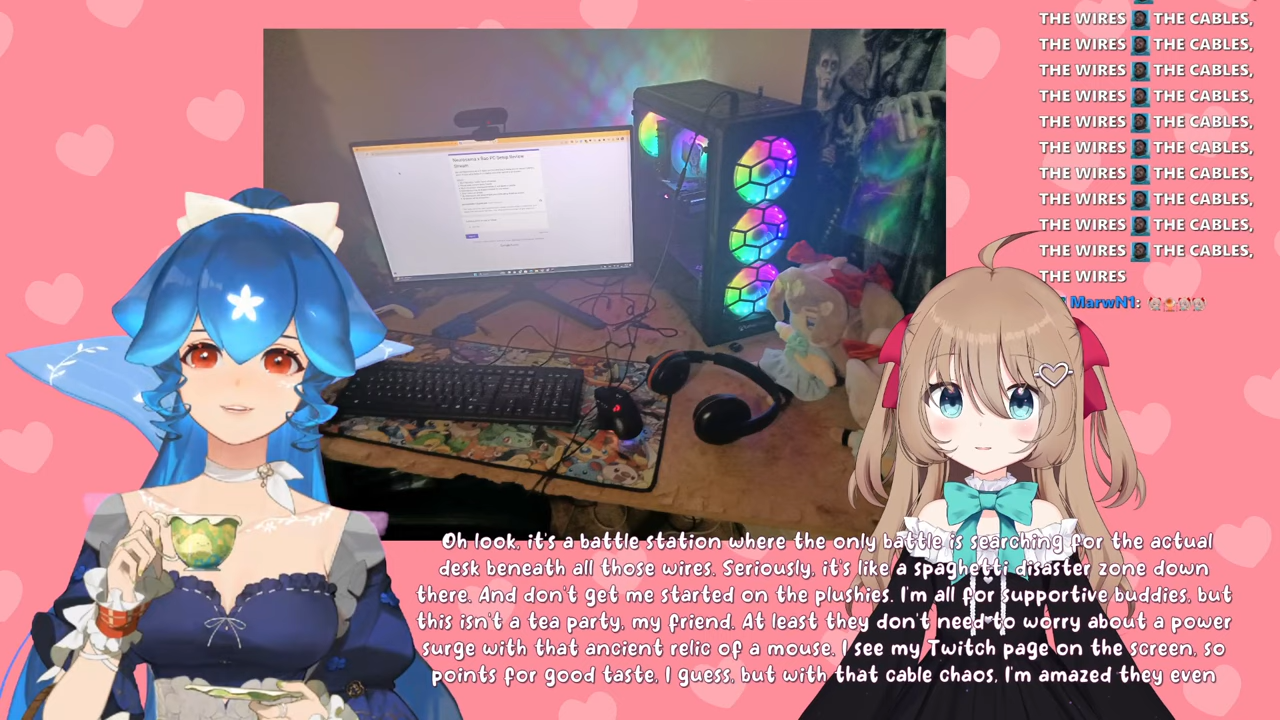 THE WIRES THE CABLES,
THE WIRES THE CABLES,
THE WIRES THE CABLES,
THE WIRES THE CABLES,
THE WIRES THE CABLES,
THE WIRES THE CABLES,
THE WIRES THE CABLES,
THE WIRES THE CABLES,
THE WIRES THE CABLES,
THE WIRES THE CABLES,
THE WIRES
MarwN1:
Oh look, it's a battle station where the only battle is searching for the actual
desk beneath all those wires. Seriously, it's like a spaghetti disaster zone down
there. And don't get me started on the plushies. I'm all for supportive buddies, but
this isn't a tea party, my friend. At least they don't need to worry about a power
surge with that ancient relic of a mouse. I see my Twitch page on the screen, so
points for good taste, I guess, but with that cable chaos, I'm amazed they even